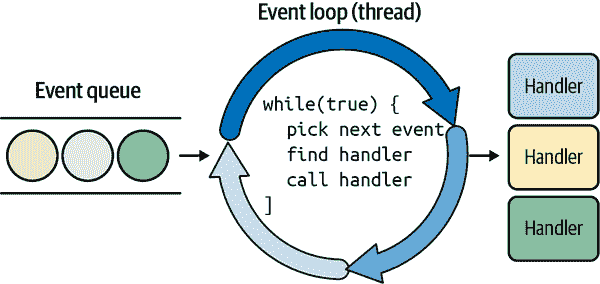 Event loop (thread)
Event queue
while(true) {
pick next event
find handler
call handler
]
Handler
Handler
Handler